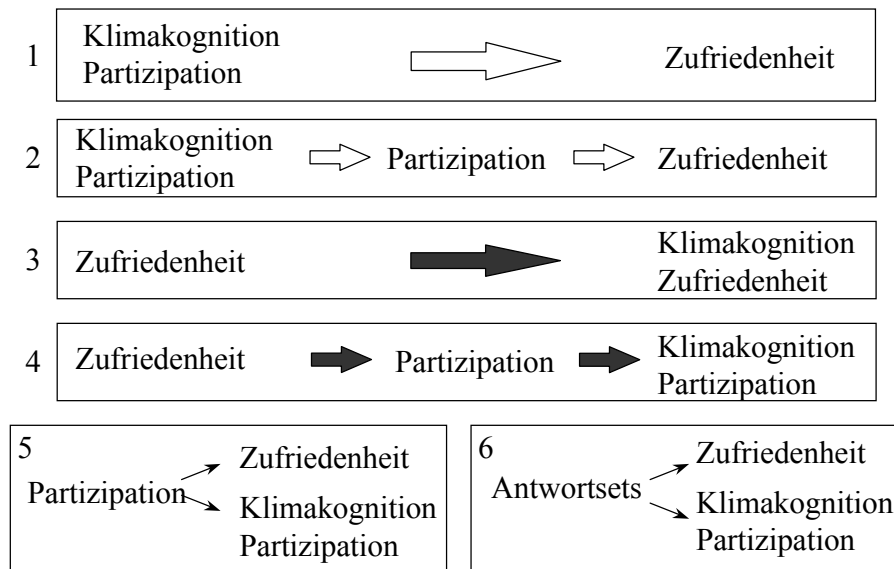 1
Klimakognition
Partizipation
Zufriedenheit
2
Klimakognition
Partizipation
Partizipation
Zufriedenheit
3
Zufriedenheit
Klimakognition
Zufriedenheit
4
Zufriedenheit
Partizipation
Klimakognition
Partizipation
5
Partizipation
Zufriedenheit
Klimakognition
Partizipation
6
Antwortsets
Zufriedenheit
Klimakognition
Partizipation